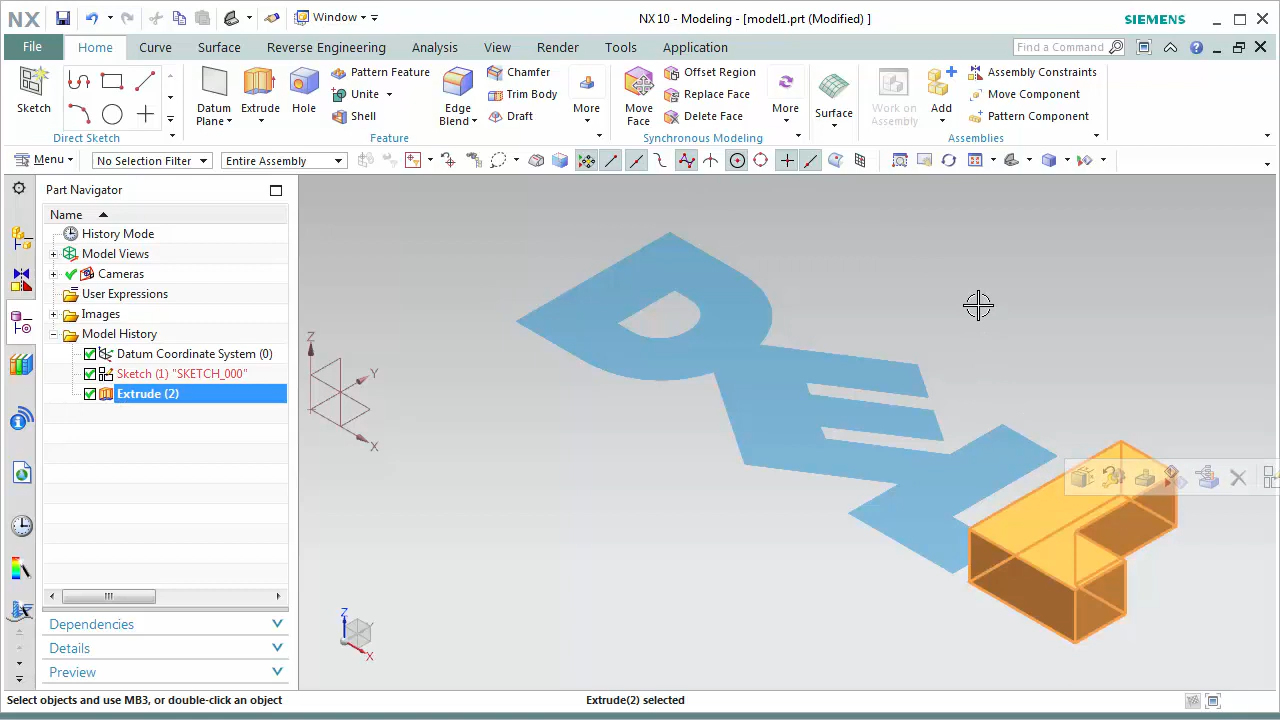 NX
Window
NX 10 - Modeling - [model1.prt (Modified) ]
SIEMENS
File
Home
Curve
Surface
Reverse Engineering
Analysis
View
Render
Tools
Application
Find a Command
Sketch
Direct Sketch
Datum Plane
Extrude
Hole
Pattern Feature
Unite
Shell
Edge Blend
Chamfer
Trim Body
Draft
More
Feature
Move Face
Offset Region
Replace Face
Delete Face
More
Synchronous Modeling
Surface
Work on Assembly
Add
Assembly Constraints
Move Component
Pattern Component
Assemblies
Menu
No Selection Filter
Entire Assembly
Part Navigator
Name
History Mode
Model Views
Cameras
User Expressions
Images
Model History
Datum Coordinate System (0)
Sketch (1) "SKETCH_000"
Extrude (2)
Dependencies
Details
Preview
Z
Y
X
Z
X
Select objects and use MB3, or double-click an object
Extrude(2) selected